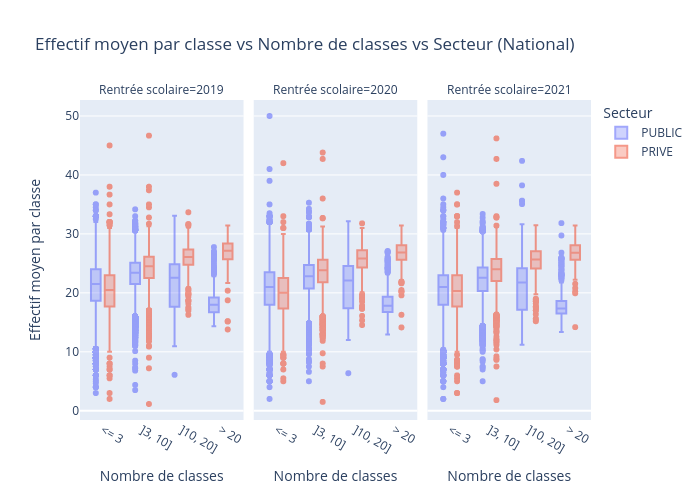 Effectif moyen par classe vs Nombre de classes vs Secteur (National)
Rentrée scolaire=2019
Rentrée scolaire=2020
Rentrée scolaire=2021
Secteur
PUBLIC
PRIVE
Effectif moyen par classe
50
40
30
20
10
0
<= 3
]3, 10]
]10, 20]
> 20
<= 3
]3, 10]
]10, 20]
> 20
<= 3
]3, 10]
]10, 20]
> 20
Nombre de classes
Nombre de classes
Nombre de classes